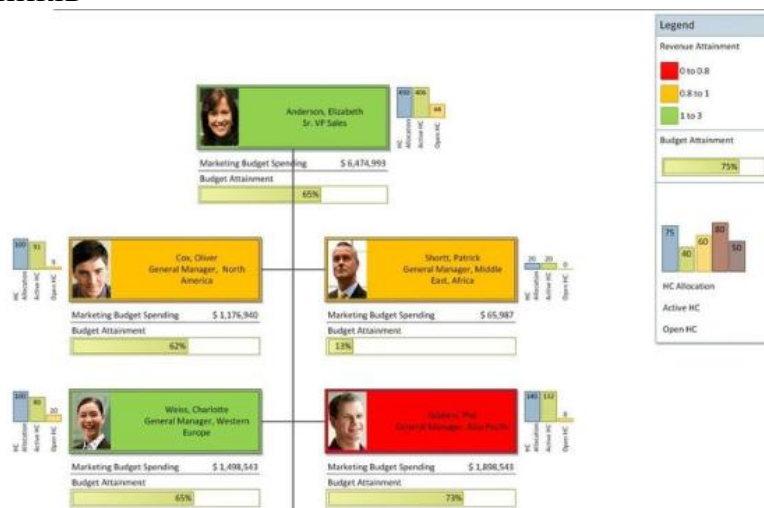 Legend
Revenue Attainment
0 to 0.8
0.8 to 1
1 to 3
Budget Attainment
75%
75
40
60
80
50
HC Allocation
Active HC
Open HC
Anderson, Elizabeth
Sr. VP Sales
450
406
44
HC
Allocation
Active HC
Open HC
Marketing Budget Spending $ 6,474,993
Budget Attainment
65%
100
91
9
HC
Allocation
Active HC
Open HC
Cox, Oliver
General Manager, North
America
Marketing Budget Spending $ 1,176,940
Budget Attainment
62%
Shortt, Patrick
General Manager, Middle
East, Africa
20
20
0
HC
Allocation
Active HC
Open HC
Marketing Budget Spending $ 65,987
Budget Attainment
13%
100
80
20
HC
Allocation
Active HC
Open HC
Weiss, Charlotte
General Manager, Western
Europe
Marketing Budget Spending $ 1,498,543
Budget Attainment
65%
Phil
General Manager, Asia Pacific
140
132
8
HC
Allocation
Active HC
Open HC
Marketing Budget Spending $ 1,898,543
Budget Attainment
73%